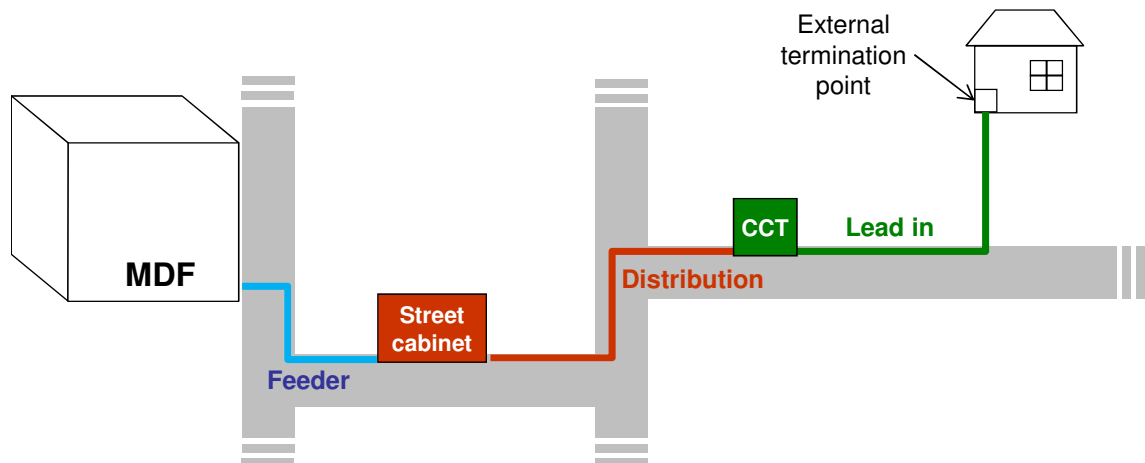 External
termination
point
CCT
Lead in
MDF
Distribution
Street
cabinet
Feeder